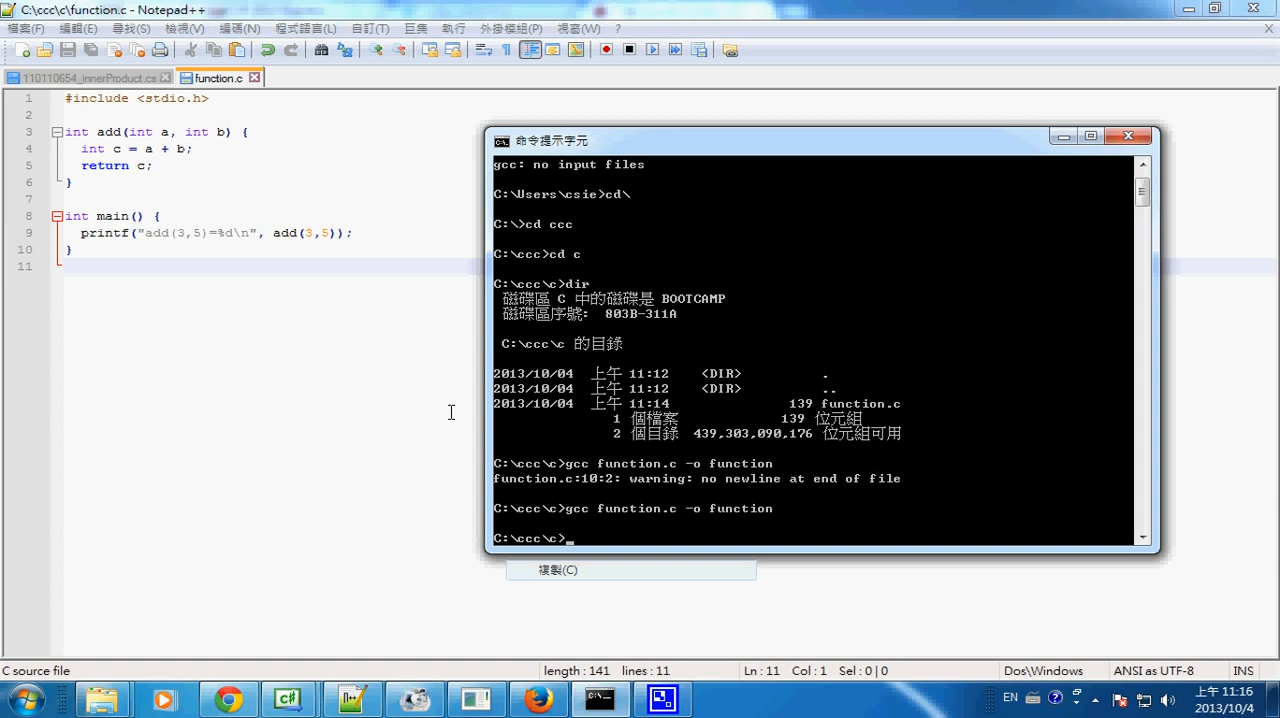 C:\ccc\c\function.c - Notepad++
檔案(F) 編輯(E) 尋找(S) 檢視(V) 編碼(N) 程式語言(L) 自訂(T) 巨集 執行 外掛模組(P) 視窗(W) ?
110110654_innerProduct.cs function.c
1 #include <stdio.h>
2
3 int add(int a, int b) {
4 int c = a + b;
5 return c;
6 }
7
8 int main() {
9 printf("add(3,5)=%d\n", add(3,5));
10 }
11
命令提示字元
gcc: no input files
C:\Users\csie>cd\
C:\>cd ccc
C:\ccc>cd c
C:\ccc\c>dir
磁碟區 C 中的磁碟是 BOOTCAMP
磁碟區序號: 803B-311A
C:\ccc\c 的目錄
2013/10/04 上午 11:12 <DIR> .
2013/10/04 上午 11:12 <DIR> ..
2013/10/04 上午 11:14 139 function.c
1 個檔案 139 位元組
2 個目錄 439,303,090,176 位元組可用
C:\ccc\c>gcc function.c -o function
function.c:10:2: warning: no newline at end of file
C:\ccc\c>gcc function.c -o function
C:\ccc\c>_
複製(C)
C source file length : 141 lines : 11 Ln : 11 Col : 1 Sel : 0 | 0 Dos\Windows ANSI as UTF-8 INS
EN
上午 11:16
2013/10/4